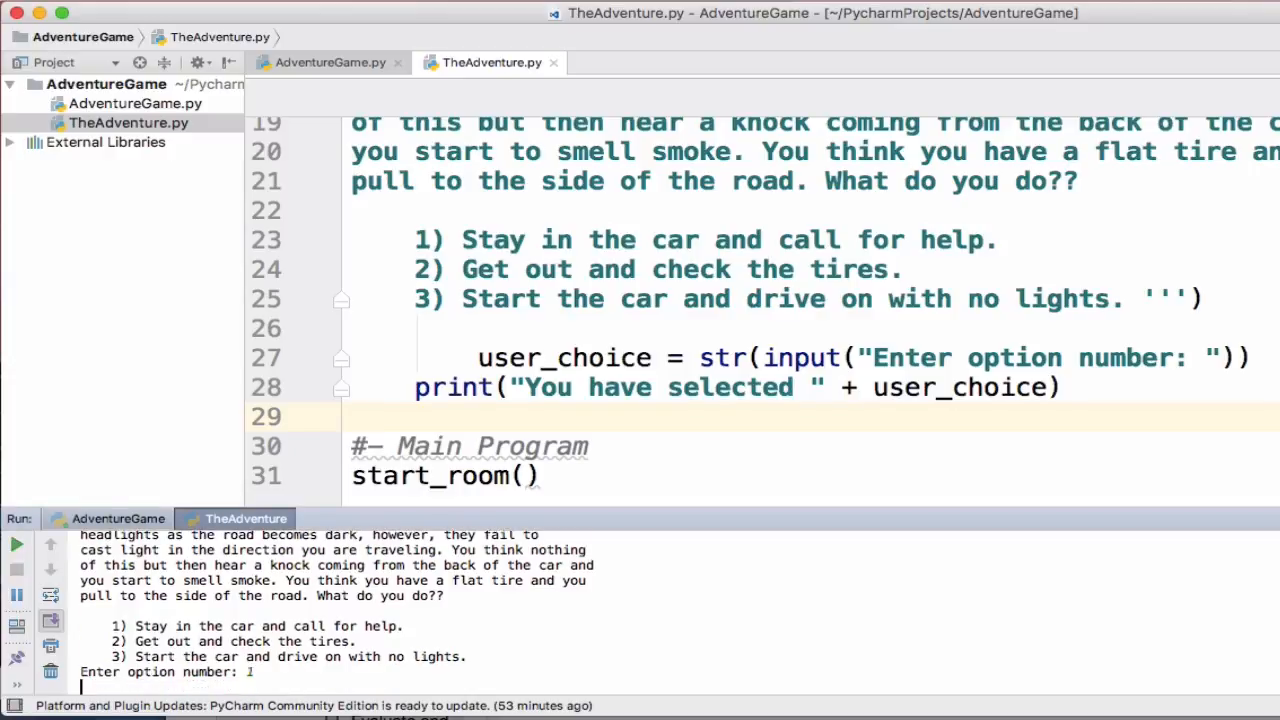 TheAdventure.py - AdventureGame - [~/PycharmProjects/AdventureGame]
AdventureGame TheAdventure.py
Project AdventureGame.py TheAdventure.py
AdventureGame ~/Pycharm
AdventureGame.py
TheAdventure.py
External Libraries
19 of this but then hear a knock coming from the back of the c
20 you start to smell smoke. You think you have a flat tire an
21 pull to the side of the road. What do you do??
22
23 1) Stay in the car and call for help.
24 2) Get out and check the tires.
25 3) Start the car and drive on with no lights. ''')
26
27 user_choice = str(input("Enter option number: "))
28 print("You have selected " + user_choice)
29
30 #- Main Program
31 start_room()
Run: AdventureGame TheAdventure
headlights as the road becomes dark, however, they fail to
cast light in the direction you are traveling. You think nothing
of this but then hear a knock coming from the back of the car and
you start to smell smoke. You think you have a flat tire and you
pull to the side of the road. What do you do??
1) Stay in the car and call for help.
2) Get out and check the tires.
3) Start the car and drive on with no lights.
Enter option number: 1
Platform and Plugin Updates: PyCharm Community Edition is ready to update. (53 minutes ago)